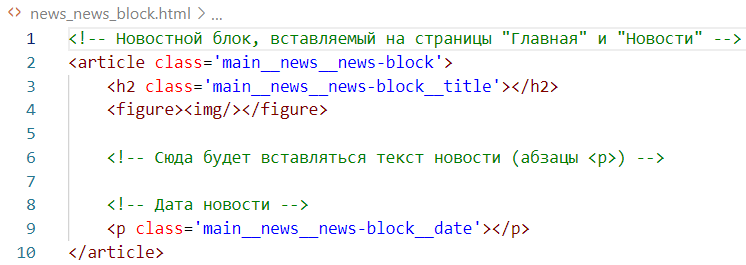 news_news_block.html > ...
1 <!-- Новостной блок, вставляемый на страницы "Главная" и "Новости" -->
2 <article class='main__news__news-block'>
3 <h2 class='main__news__news-block__title'></h2>
4 <figure><img/></figure>
5
6 <!-- Сюда будет вставляться текст новости (абзацы <p>) -->
7
8 <!-- Дата новости -->
9 <p class='main__news__news-block__date'></p>
10 </article>